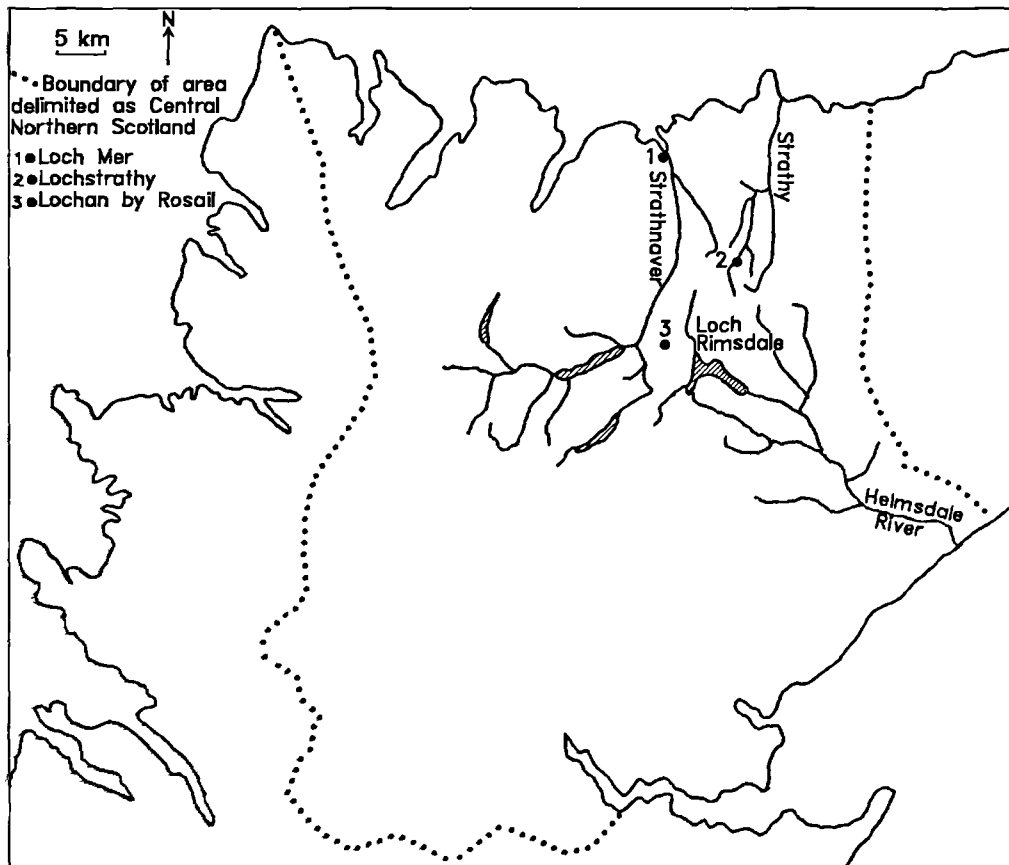 5 km
N
Boundary of area
delimited as Central
Northern Scotland
1 Loch Mer
2 Lochstrathy
3 Lochan by Rosail
1
Strathnaver
Strathy
2
3
Loch
Rimsdale
Helmsdale
River